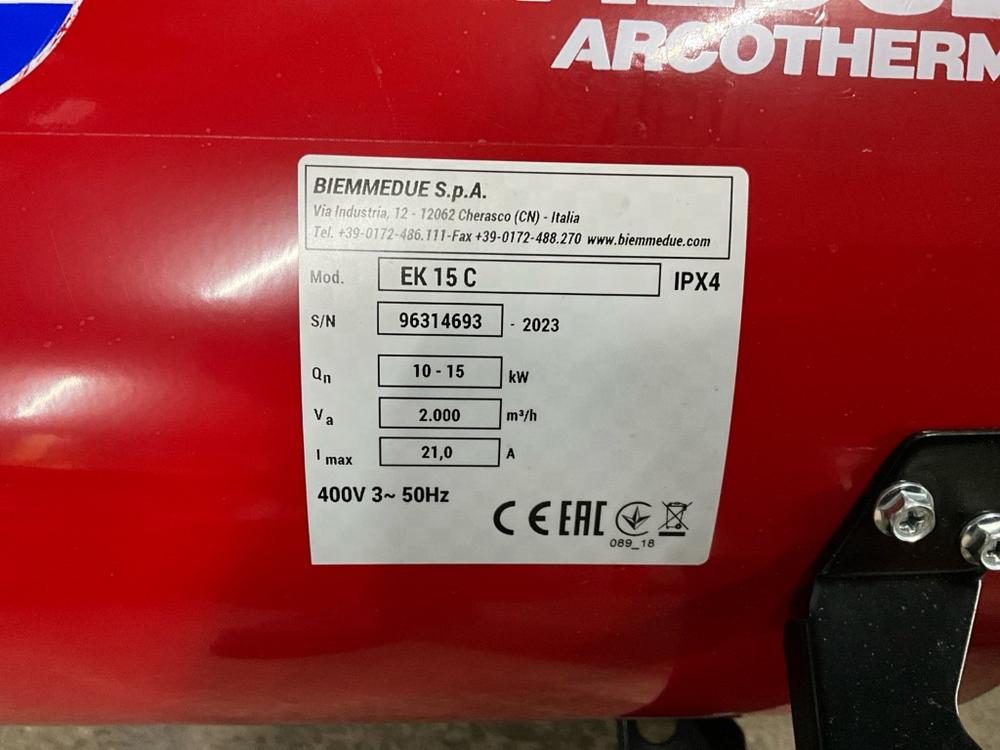 ARCOTHERM
BIEMMEDUE S.p.A.
Via Industria, 12 - 12062 Cherasco (CN) - Italia
Tel. +39-0172-486.111-Fax +39-0172-488.270 www.biemmedue.com
Mod. EK 15 C IPX4
S/N 96314693 - 2023
Qn 10 - 15 kW
Va 2.000 m³/h
I max 21,0 A
400V 3~ 50Hz
CE EAC
089_18